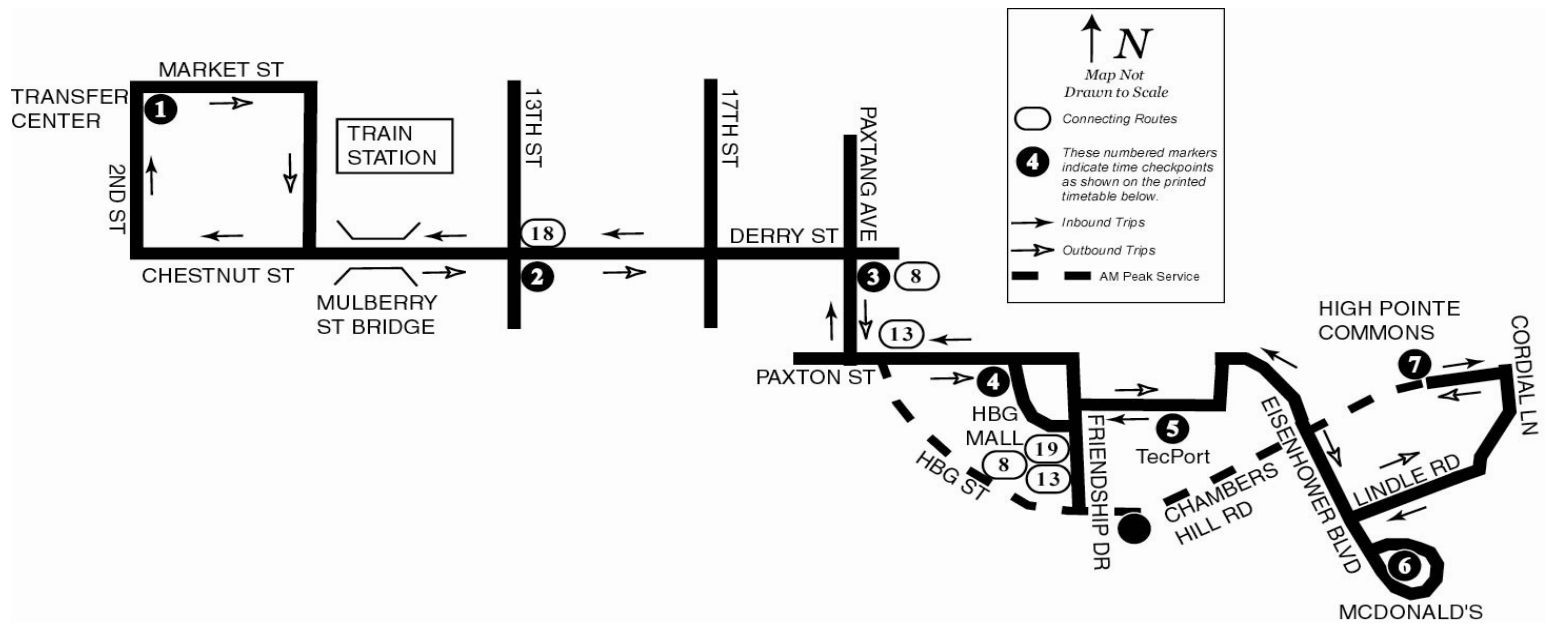 MARKET ST
TRANSFER
CENTER
1
2ND ST
CHESTNUT ST
TRAIN
STATION
MULBERRY
ST BRIDGE
13TH ST
18
2
17TH ST
DERRY ST
PAXTANG AVE
3
8
13
PAXTON ST
4
HBG
MALL
19
8
13
HBG ST
FRIENDSHIP DR
5
TecPort
CHAMBERS
HILL RD
EISENHOWER BLVD
LINDLE RD
6
MCDONALD'S
HIGH POINTE
COMMONS
7
CORDIAL LN
N
Map Not
Drawn to Scale
Connecting Routes
4
These numbered markers
indicate time checkpoints
as shown on the printed
timetable below.
Inbound Trips
Outbound Trips
AM Peak Service